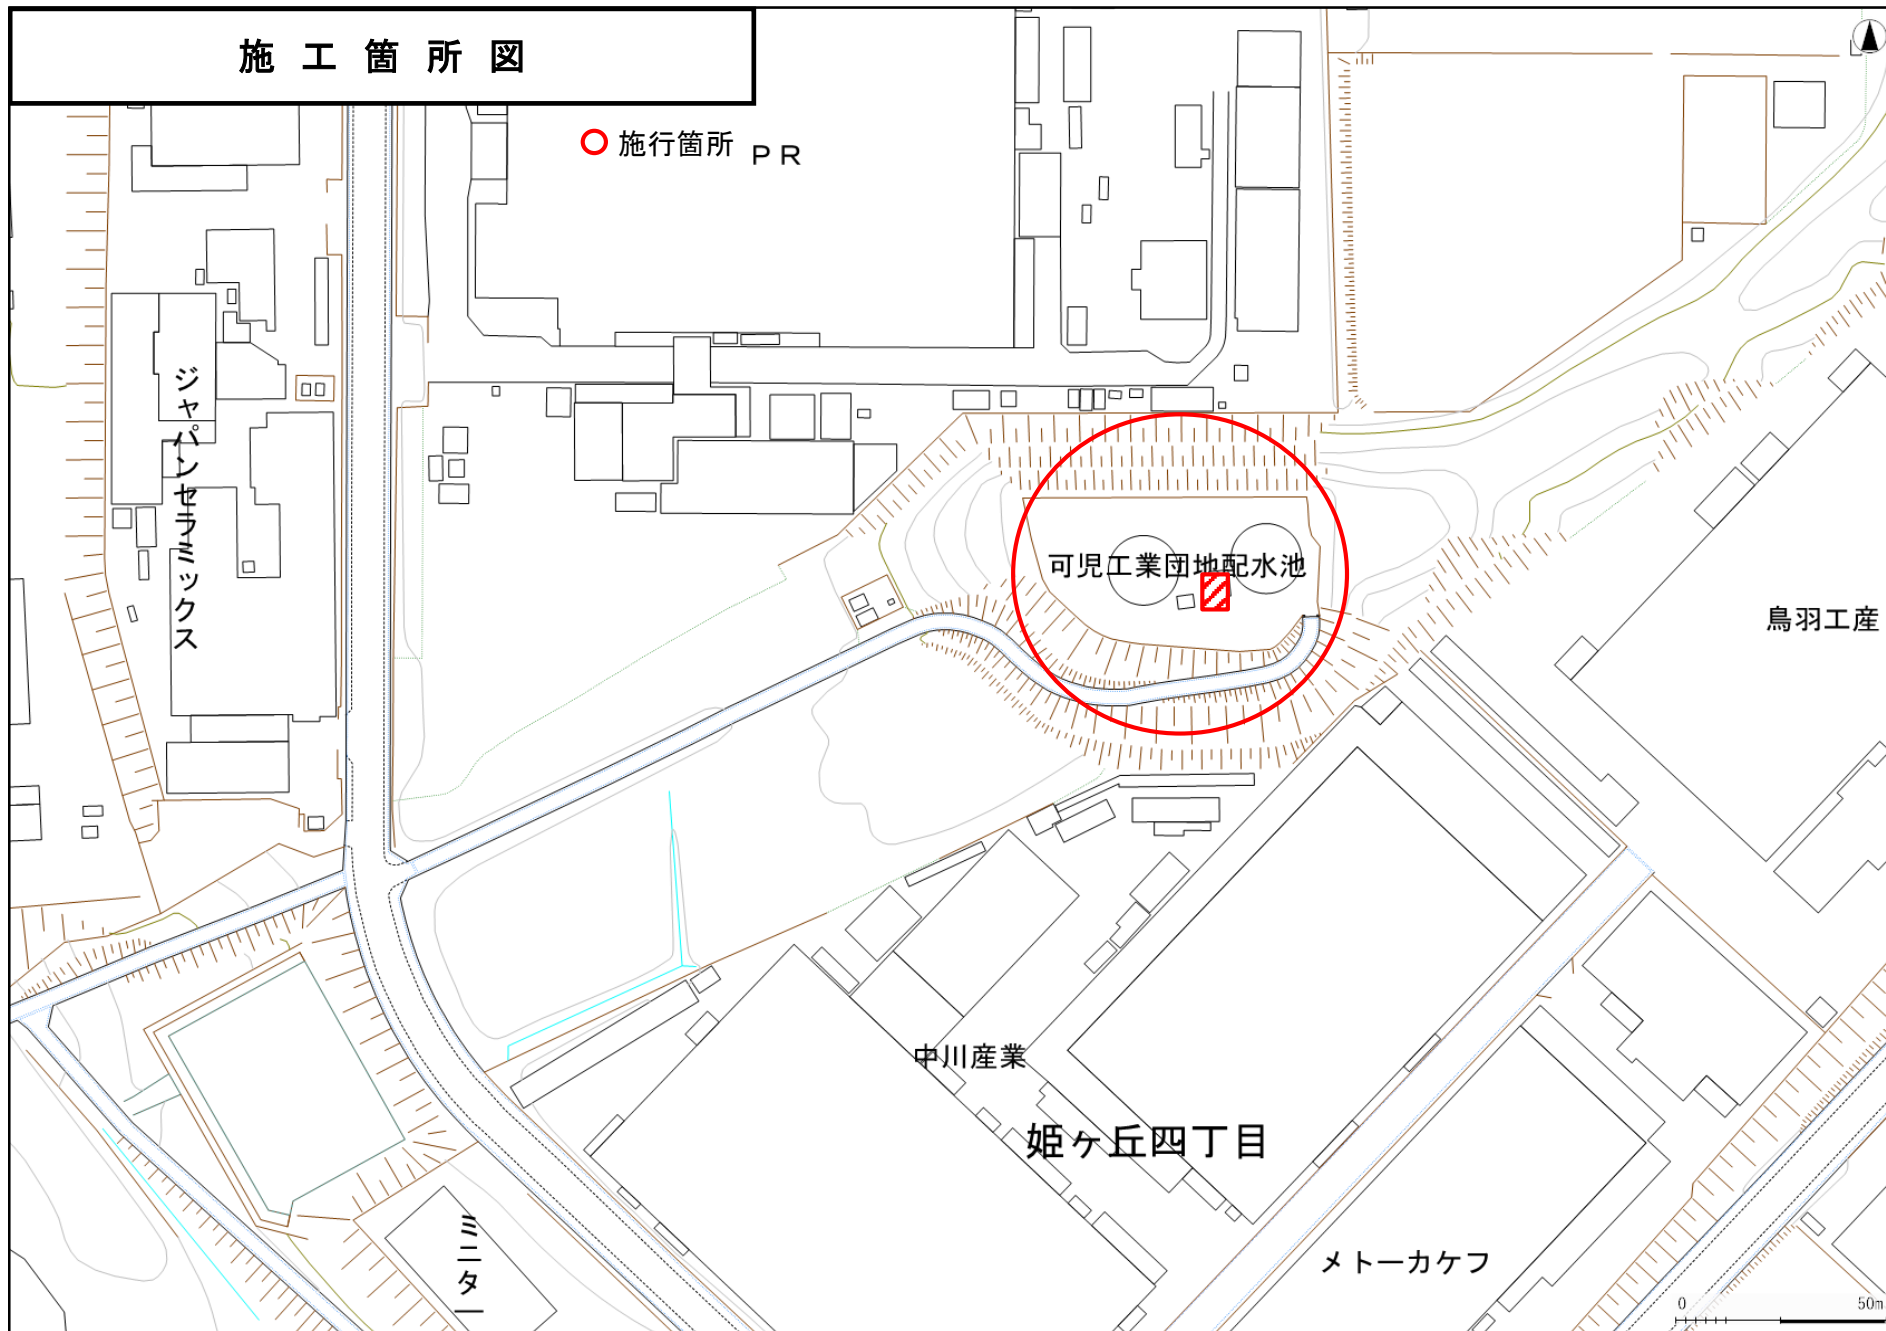 施工箇所図
施行箇所
PR
ジャパンセラミックス
可児工業団地配水池
鳥羽工産
中川産業
姫ヶ丘四丁目
メトーカケフ
ミニター
0 50m